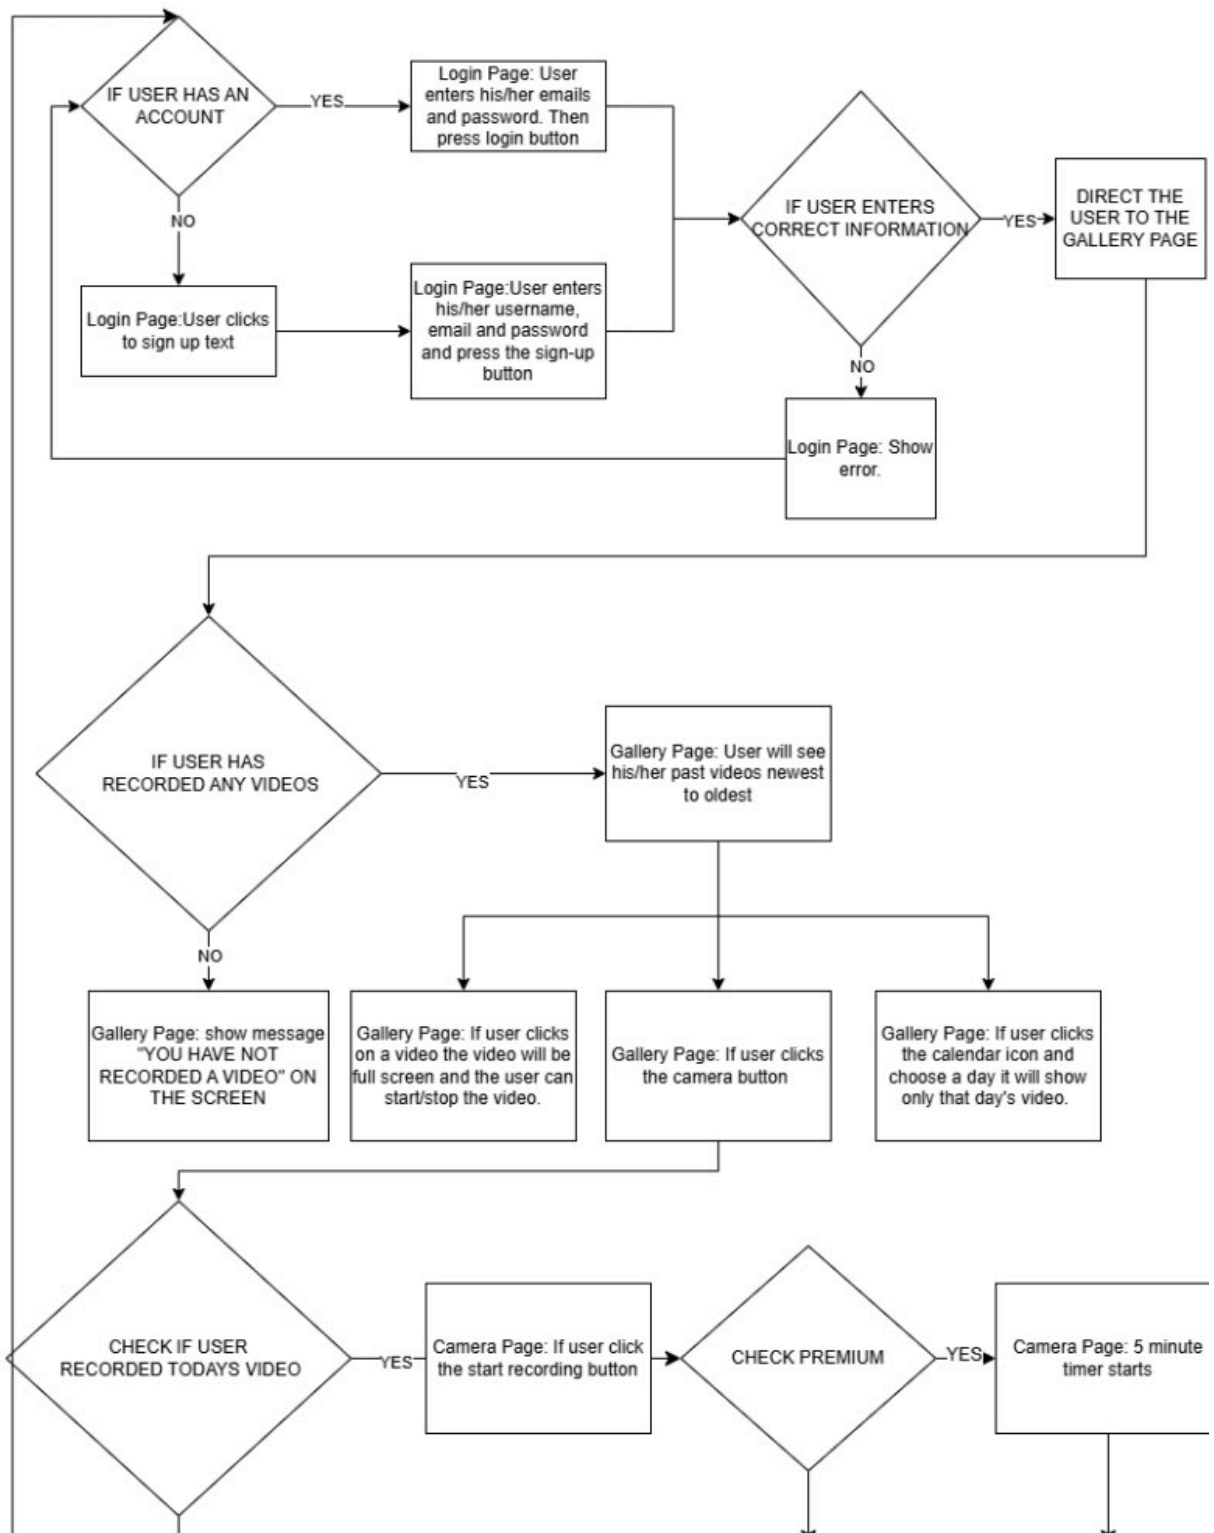 IF USER HAS AN
ACCOUNT
YES
Login Page: User
enters his/her emails
and password. Then
press login button
NO
Login Page:User clicks
to sign up text
Login Page:User enters
his/her username,
email and password
and press the sign-up
button
IF USER ENTERS
CORRECT INFORMATION
YES
DIRECT THE
USER TO THE
GALLERY PAGE
NO
Login Page: Show
error.
IF USER HAS
RECORDED ANY VIDEOS
YES
Gallery Page: User will see
his/her past videos newest
to oldest
NO
Gallery Page: show message
"YOU HAVE NOT
RECORDED A VIDEO" ON
THE SCREEN
Gallery Page: If user clicks
on a video the video will be
full screen and the user can
start/stop the video.
Gallery Page: If user clicks
the camera button
Gallery Page: If user clicks
the calendar icon and
choose a day it will show
only that day's video.
CHECK IF USER
RECORDED TODAYS VIDEO
YES
Camera Page: If user click
the start recording button
CHECK PREMIUM
YES
Camera Page: 5 minute
timer starts